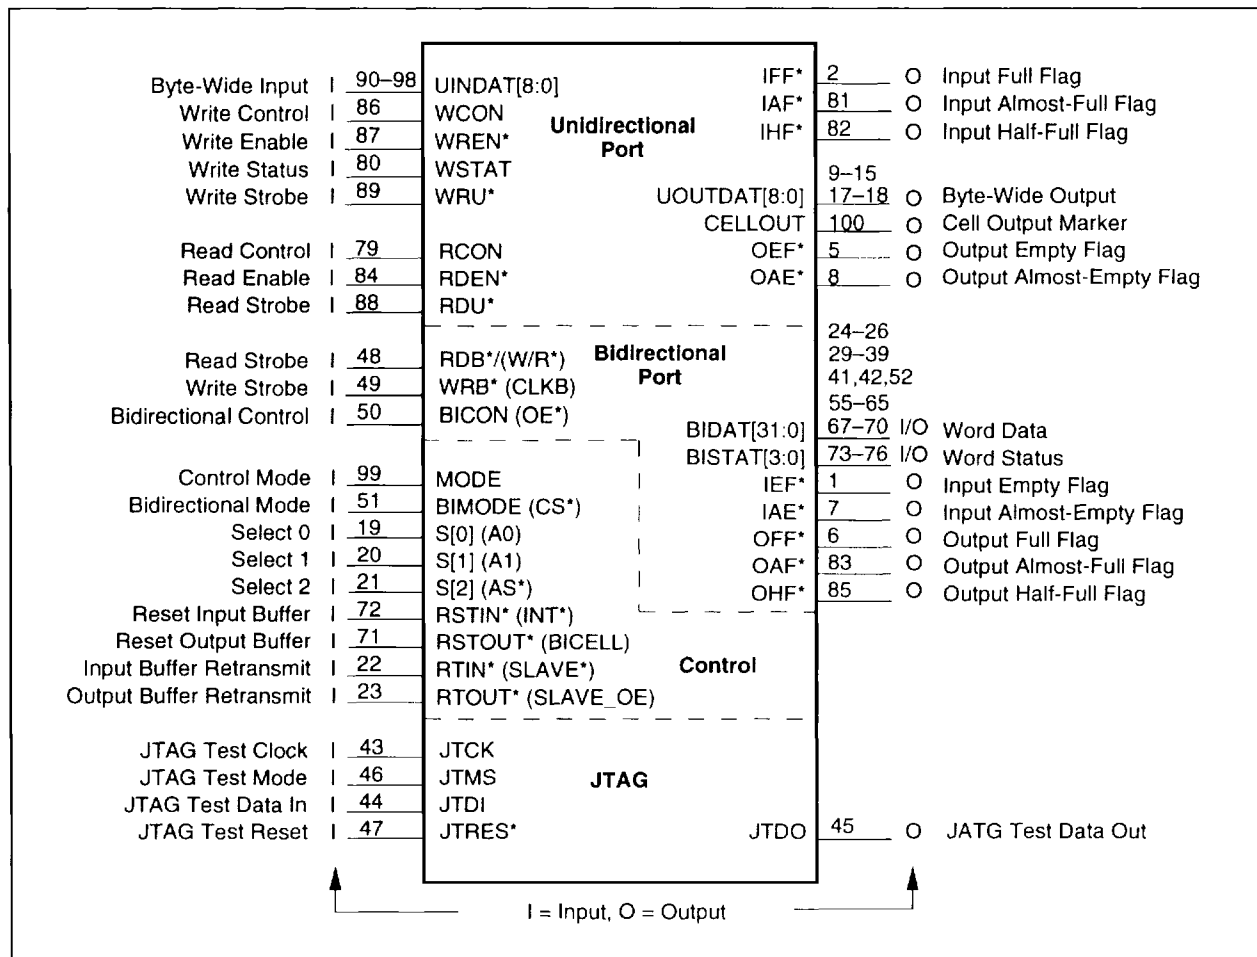 Byte-Wide Input I 90–98 UINDAT[8:0]
Write Control I 86 WCON
Write Enable I 87 WREN*
Write Status I 80 WSTAT
Write Strobe I 89 WRU*
Read Control I 79 RCON
Read Enable I 84 RDEN*
Read Strobe I 88 RDU*
Unidirectional
Port
IFF* 2 O Input Full Flag
IAF* 81 O Input Almost-Full Flag
IHF* 82 O Input Half-Full Flag
9–15
UOUTDAT[8:0] 17–18 O Byte-Wide Output
CELLOUT 100 O Cell Output Marker
OEF* 5 O Output Empty Flag
OAE* 8 O Output Almost-Empty Flag
Read Strobe I 48 RDB*/(W/R*)
Write Strobe I 49 WRB* (CLKB)
Bidirectional Control I 50 BICON (OE*)
Bidirectional
Port
24–26
29–39
41,42,52
55–65
BIDAT[31:0] 67–70 I/O Word Data
BISTAT[3:0] 73–76 I/O Word Status
IEF* 1 O Input Empty Flag
IAE* 7 O Input Almost-Empty Flag
OFF* 6 O Output Full Flag
OAF* 83 O Output Almost-Full Flag
OHF* 85 O Output Half-Full Flag
Control Mode I 99 MODE
Bidirectional Mode I 51 BIMODE (CS*)
Select 0 I 19 S[0] (A0)
Select 1 I 20 S[1] (A1)
Select 2 I 21 S[2] (AS*)
Reset Input Buffer I 72 RSTIN* (INT*)
Reset Output Buffer I 71 RSTOUT* (BICELL)
Input Buffer Retransmit I 22 RTIN* (SLAVE*)
Output Buffer Retransmit I 23 RTOUT* (SLAVE_OE)
Control
JTAG Test Clock I 43 JTCK
JTAG Test Mode I 46 JTMS
JTAG Test Data In I 44 JTDI
JTAG Test Reset I 47 JTRES*
JTAG
JTDO 45 O JATG Test Data Out
I = Input, O = Output